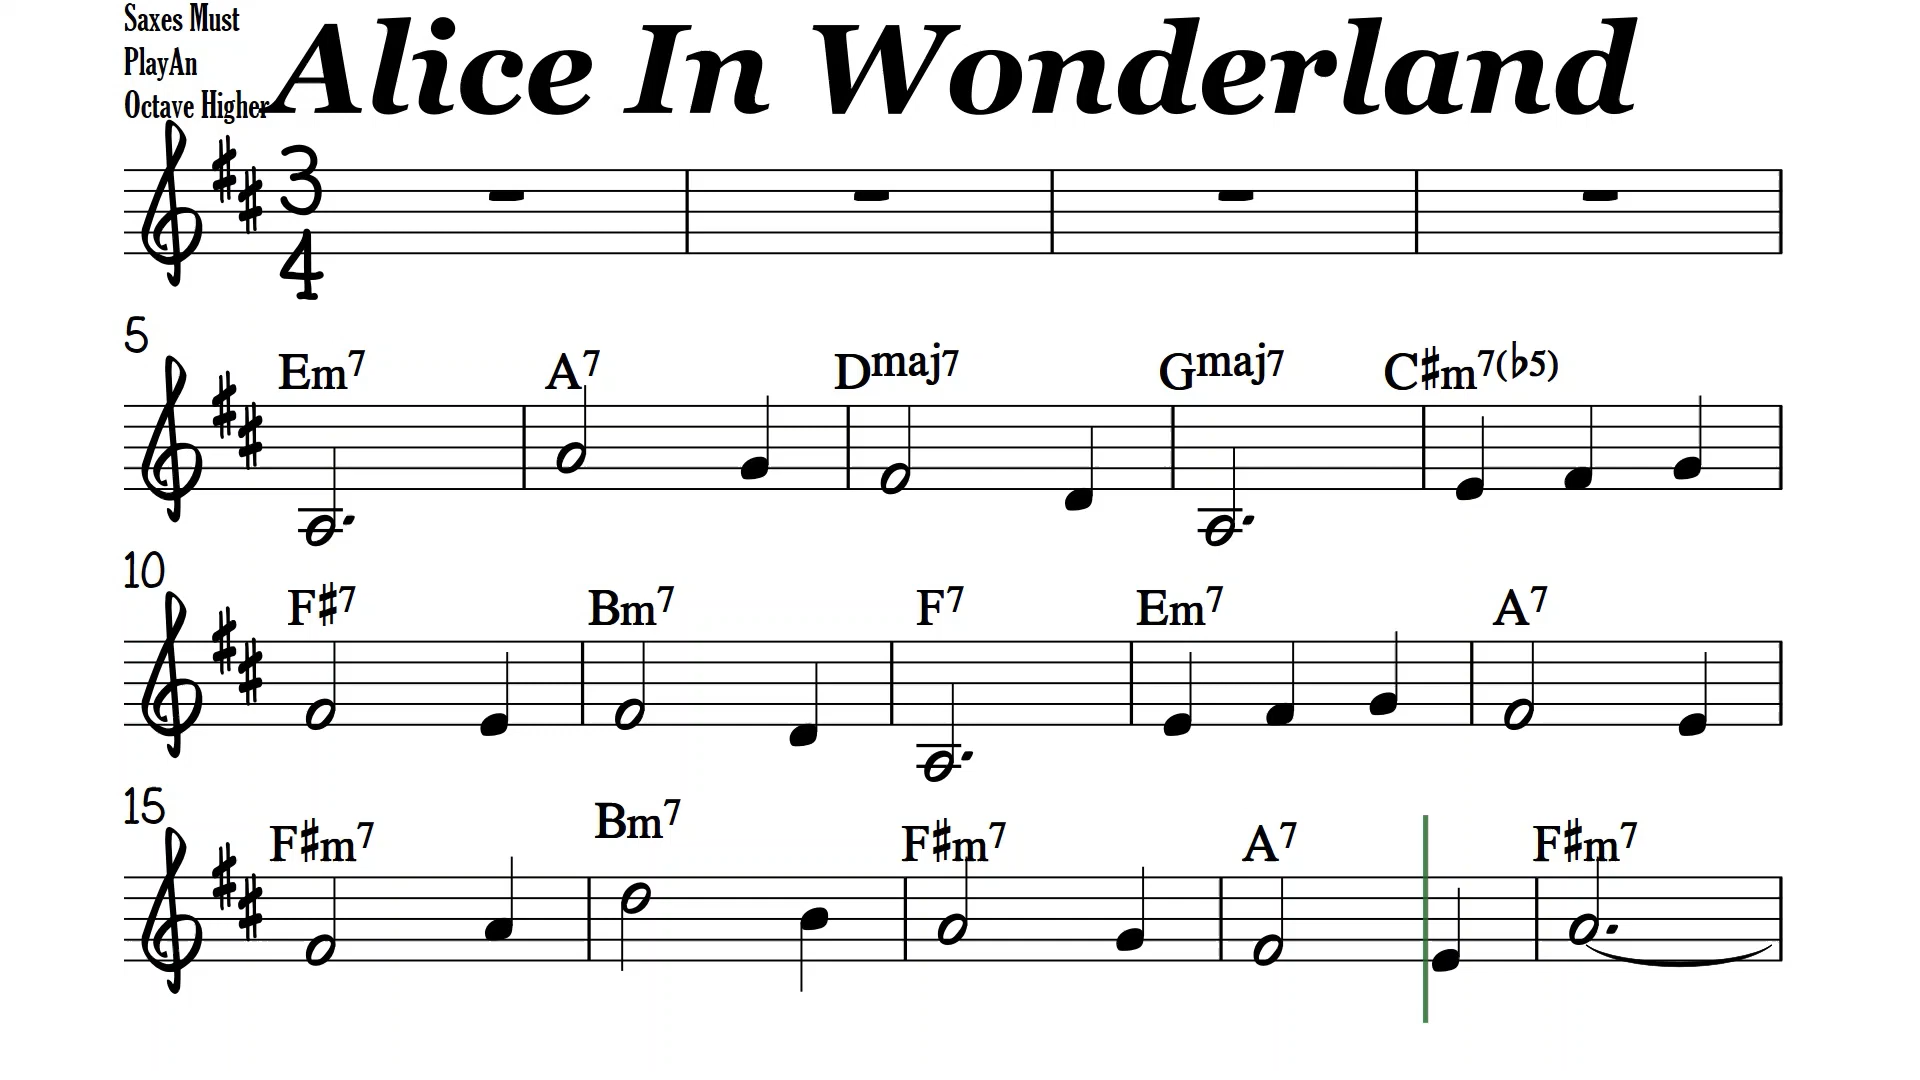 Saxes Must
PlayAn
Octave Higher
Alice In Wonderland
3
4
5
Em7 A7 Dmaj7 Gmaj7 C♯m7(♭5)
10
F♯7 Bm7 F7 Em7 A7
15
F♯m7 Bm7 F♯m7 A7 F♯m7